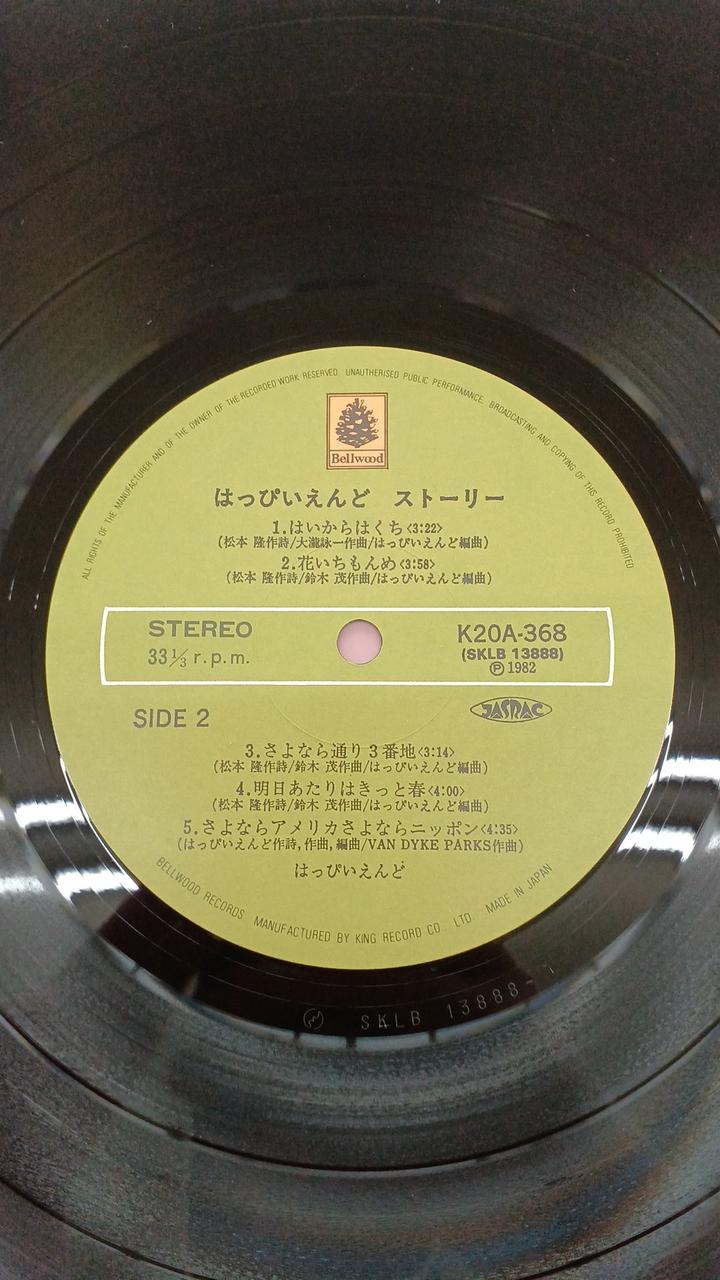 ALL RIGHTS OF THE MANUFACTURER AND OF THE OWNER OF THE RECORDED WORK RESERVED. UNAUTHORISED PUBLIC PERFORMANCE, BROADCASTING AND COPYING OF THIS RECORD PROHIBITED
Bellwood
はっぴいえんど ストーリー
1.はいからはくち<3:22>
(松本 隆作詩/大瀧詠一作曲/はっぴいえんど編曲)
2.花いちもんめ<3:58>
(松本 隆作詩/鈴木 茂作曲/はっぴいえんど編曲)
STEREO
33 1/3 r.p.m.
K20A-368
(SKLB 13888)
Ⓟ 1982
SIDE 2
JASRAC
3.さよなら通り3番地<3:14>
(松本 隆作詩/鈴木 茂作曲/はっぴいえんど編曲)
4.明日あたりはきっと春<4:00>
(松本 隆作詩/鈴木 茂作曲/はっぴいえんど編曲)
5.さよならアメリカさよならニッポン<4:35>
(はっぴいえんど作詩,作曲,編曲/VAN DYKE PARKS作曲)
はっぴいえんど
BELLWOOD RECORDS MANUFACTURED BY KING RECORD CO., LTD. MADE IN JAPAN
SKLB 13888-